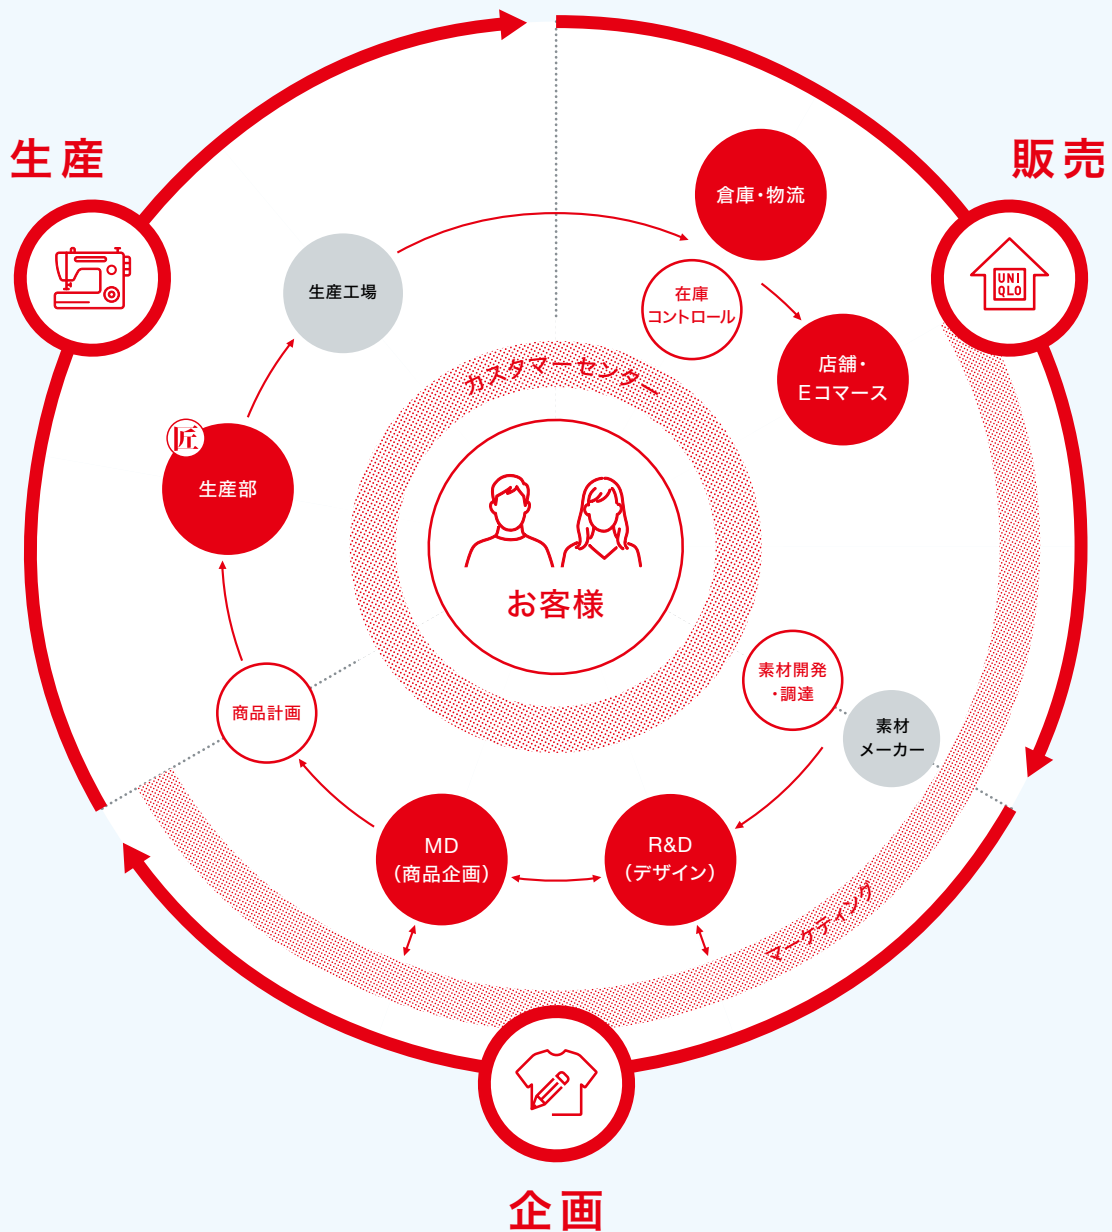 生産
販売
UNI
QLO
倉庫・物流
生産工場
在庫
コントロール
店舗・
Eコマース
カスタマーセンター
匠
生産部
お客様
素材開発
・調達
商品計画
素材
メーカー
MD
（商品企画）
R&D
（デザイン）
マーケティング
企画